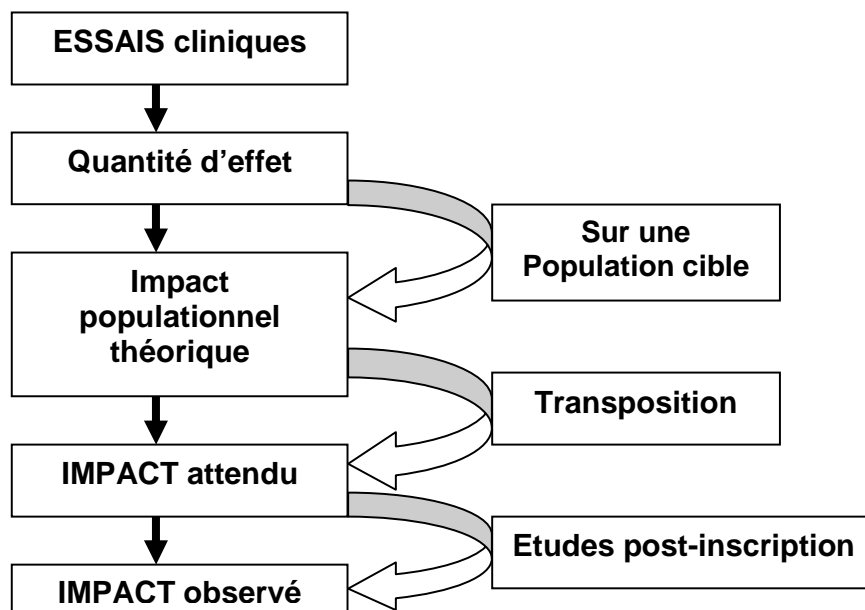 ESSAIS cliniques
Quantité d'effet
Sur une
Population cible
Impact
populationnel
théorique
Transposition
IMPACT attendu
Etudes post-inscription
IMPACT observé